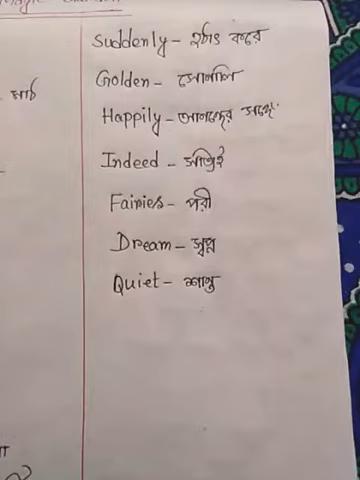 মাঠ
Suddenly - হঠাৎ করে
Golden - সোনালি
Happily - আনন্দের সঙ্গে
Indeed - সত্যিই
Fairies - পরী
Dream - স্বপ্ন
Quiet - শান্ত